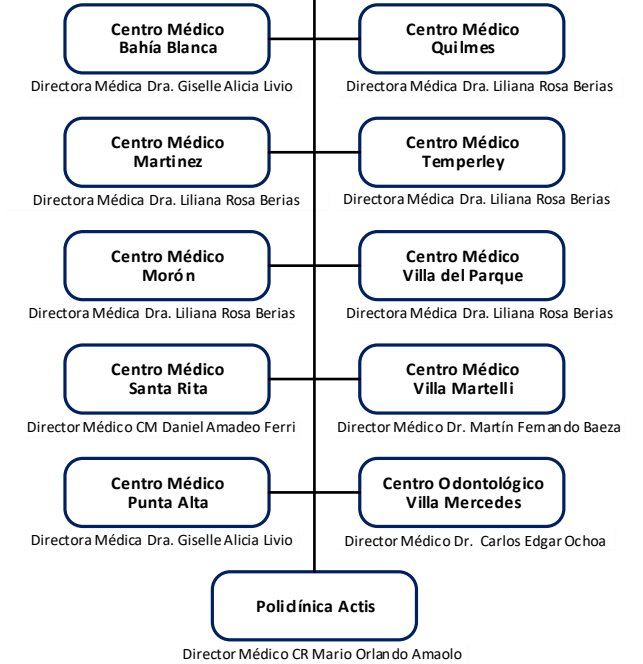 Centro Médico
Bahía Blanca
Directora Médica Dra. Giselle Alicia Livio
Centro Médico
Quilmes
Directora Médica Dra. Liliana Rosa Berias
Centro Médico
Martinez
Directora Médica Dra. Liliana Rosa Berias
Centro Médico
Temperley
Directora Médica Dra. Liliana Rosa Berias
Centro Médico
Morón
Directora Médica Dra. Liliana Rosa Berias
Centro Médico
Villa del Parque
Directora Médica Dra. Liliana Rosa Berias
Centro Médico
Santa Rita
Director Médico CM Daniel Amadeo Ferri
Centro Médico
Villa Martelli
Director Médico Dr. Martín Fernando Baeza
Centro Médico
Punta Alta
Directora Médica Dra. Giselle Alicia Livio
Centro Odontológico
Villa Mercedes
Director Médico Dr. Carlos Edgar Ochoa
Policlínica Actis
Director Médico CR Mario Orlando Amaolo